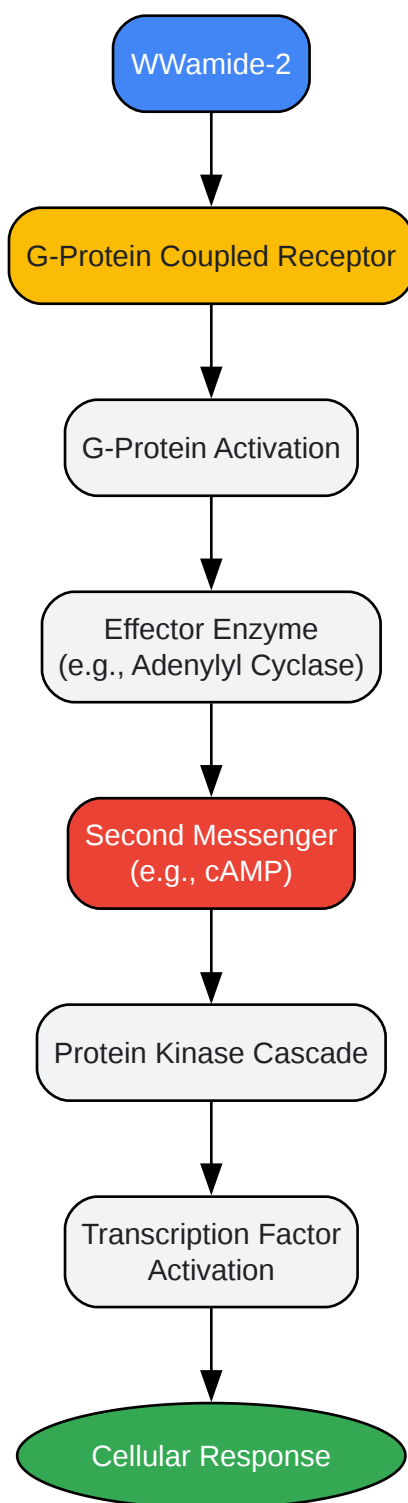 WWamide-2
G-Protein Coupled Receptor
G-Protein Activation
Effector Enzyme
(e.g., Adenylyl Cyclase)
Second Messenger
(e.g., cAMP)
Protein Kinase Cascade
Transcription Factor
Activation
Cellular Response